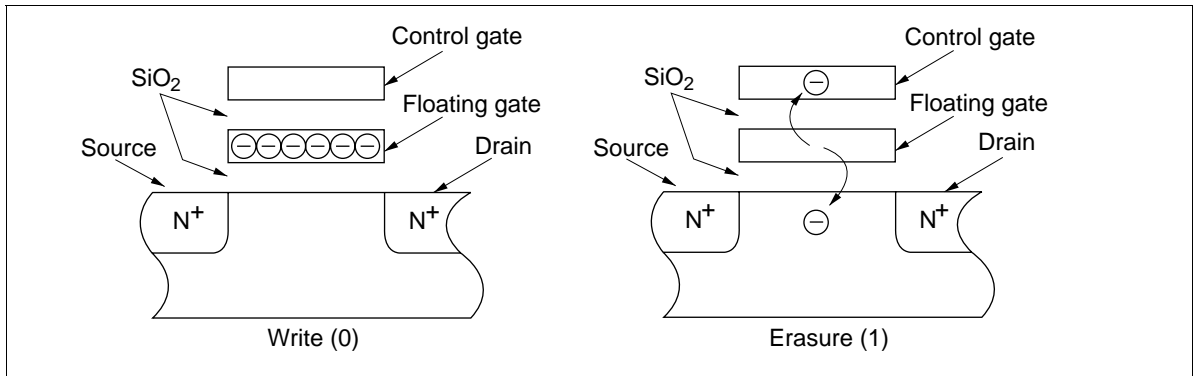 Control gate
SiO2
Floating gate
Source
Drain
N+
N+
Write (0)
Control gate
SiO2
Floating gate
Source
Drain
N+
N+
Erasure (1)